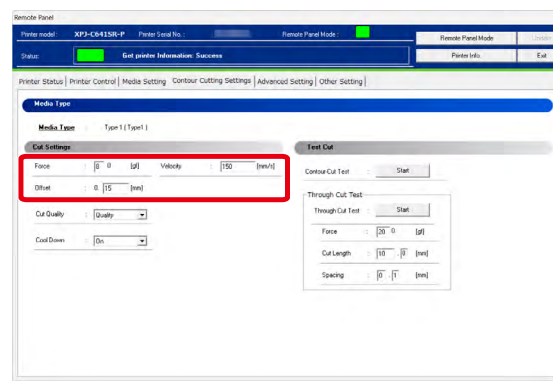 Remote Panel
Printer model : XPJ-C641SR-P Printer Serial No. : Remote Panel Mode :
Remote Panel Mode Update
Status: Get printer Information: Success
Printer Info. Exit
Printer Status | Printer Control | Media Setting Contour Cutting Settings | Advanced Setting | Other Setting |
Media Type
Media Type : Type 1 ( Type1 )
Cut Settings
Force : 8 0 [gf] Velocity : 150 [mm/s]
Offset : 0. 15 [mm]
Cut Quality : Quality
Cool Down : On
Test Cut
Contour Cut Test : Start
Through Cut Test
Through Cut Test : Start
Force : 20 0 [gf]
Cut Length : 10 . 0 [mm]
Spacing : 0 . 1 [mm]